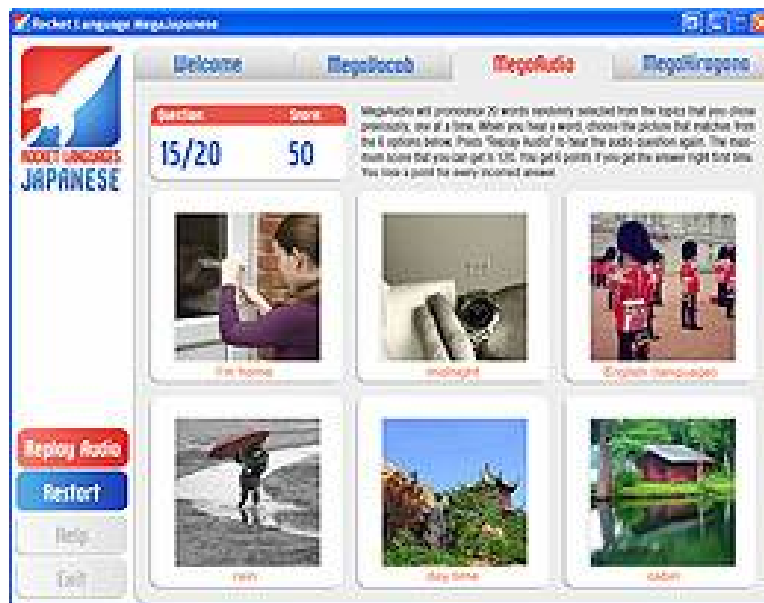 Rocket Language MegaJapanese
Welcome
MegaVocab
MegaAudio
MegaHiragana
ROCKET LANGUAGES
JAPANESE
Question
Score
15/20
50
MegaAudio will pronounce 20 words randomly selected from the topics that you chose
previously, one at a time. When you hear a word, choose the picture that matches from
the 6 options below. Press "Replay Audio" to hear the audio question again. The maxi-
mum score that you can get is 120. You get 6 points if you get the answer right first time.
You lose a point for every incorrect answer.
I'm home
midnight
English (language)
Replay Audio
Restart
Help
Exit
rain
day time
cabin